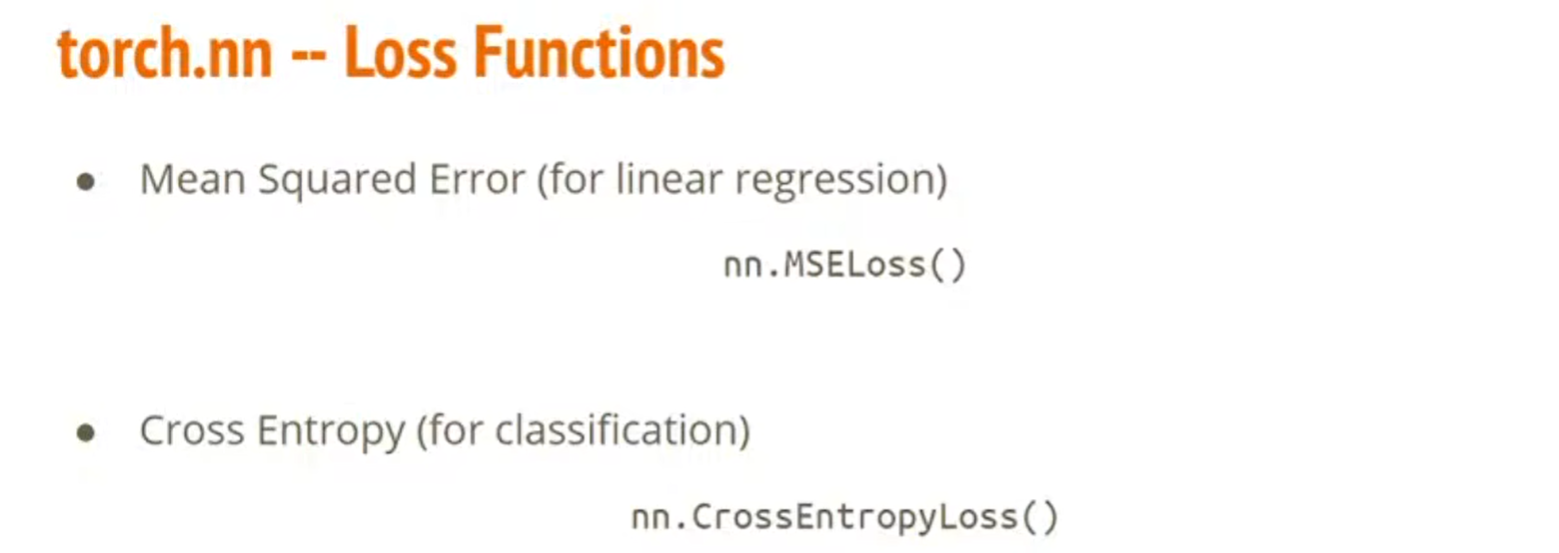 torch.nn -- Loss Functions
● Mean Squared Error (for linear regression)
nn.MSELoss()
● Cross Entropy (for classification)
nn.CrossEntropyLoss()